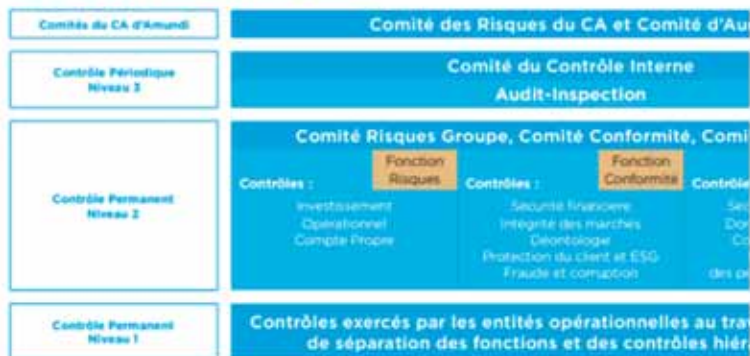 Comités du CA d'Amundi
Comité des Risques du CA et Comité d'Au
Contrôle Périodique
Niveau 3
Comité du Contrôle Interne
Audit-Inspection
Contrôle Permanent
Niveau 2
Comité Risques Groupe, Comité Conformité, Comi
Contrôles :
Fonction
Risques
Investissement
Opérationnel
Compte Propre
Contrôles :
Fonction
Conformité
Sécurité financière
Intégrité des marchés
Déontologie
Protection du client et ESG
Fraude et corruption
Contrôle
Contrôle Permanent
Niveau 1
Contrôles exercés par les entités opérationnelles au tra
de séparation des fonctions et des contrôles hiér